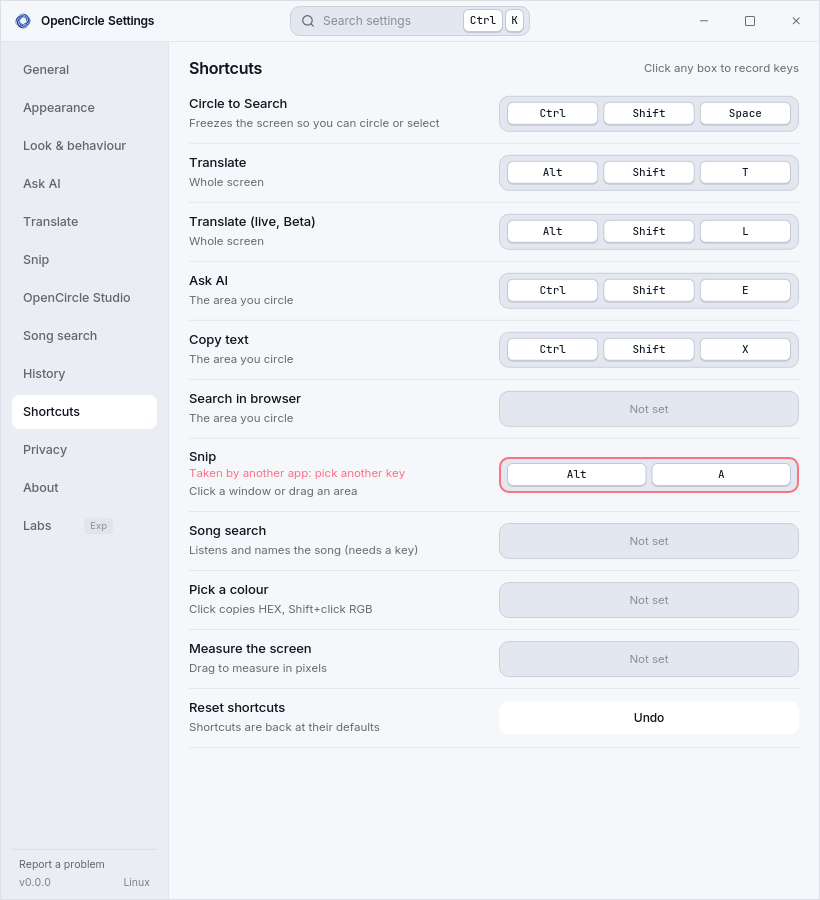 OpenCircle Settings
Search settings
Ctrl K
General
Appearance
Look & behaviour
Ask AI
Translate
Snip
OpenCircle Studio
Song search
History
Shortcuts
Privacy
About
Labs Exp
Report a problem
v0.0.0 Linux
Shortcuts
Click any box to record keys
Circle to Search
Freezes the screen so you can circle or select
Ctrl Shift Space
Translate
Whole screen
Alt Shift T
Translate (live, Beta)
Whole screen
Alt Shift L
Ask AI
The area you circle
Ctrl Shift E
Copy text
The area you circle
Ctrl Shift X
Search in browser
The area you circle
Not set
Snip
Taken by another app: pick another key
Click a window or drag an area
Alt A
Song search
Listens and names the song (needs a key)
Not set
Pick a colour
Click copies HEX, Shift+click RGB
Not set
Measure the screen
Drag to measure in pixels
Not set
Reset shortcuts
Shortcuts are back at their defaults
Undo